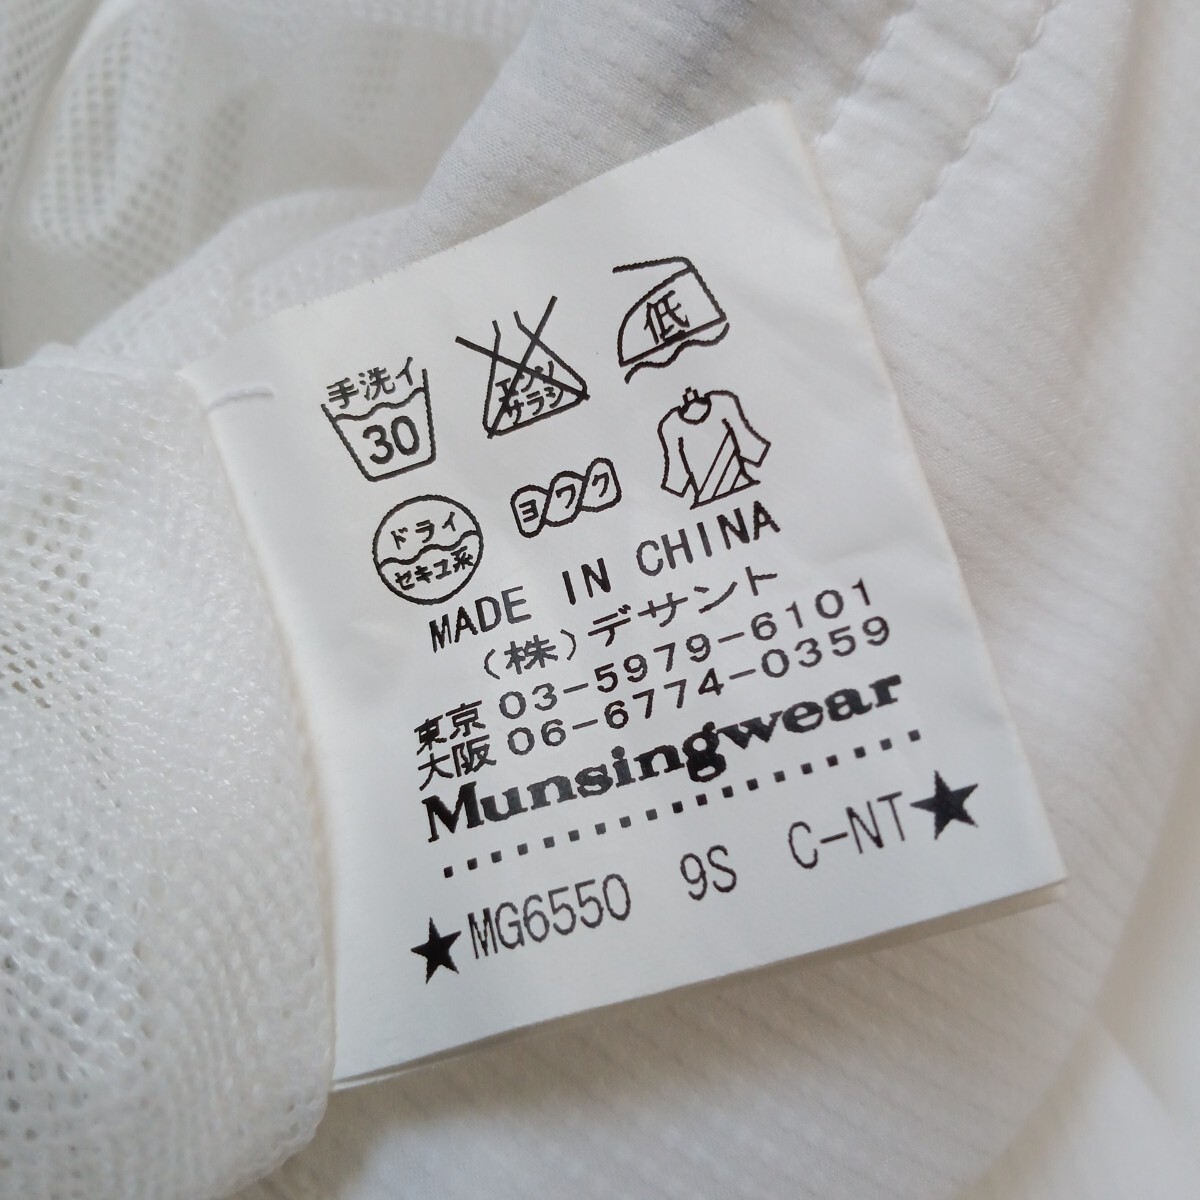 手洗イ
30
エンソ
サラシ
低
ドライ
セキユ系
ヨワク
MADE IN CHINA
(株)デサント
東京 03-5979-6101
大阪 06-6774-0359
Munsingwear
★MG6550 9S C-NT★